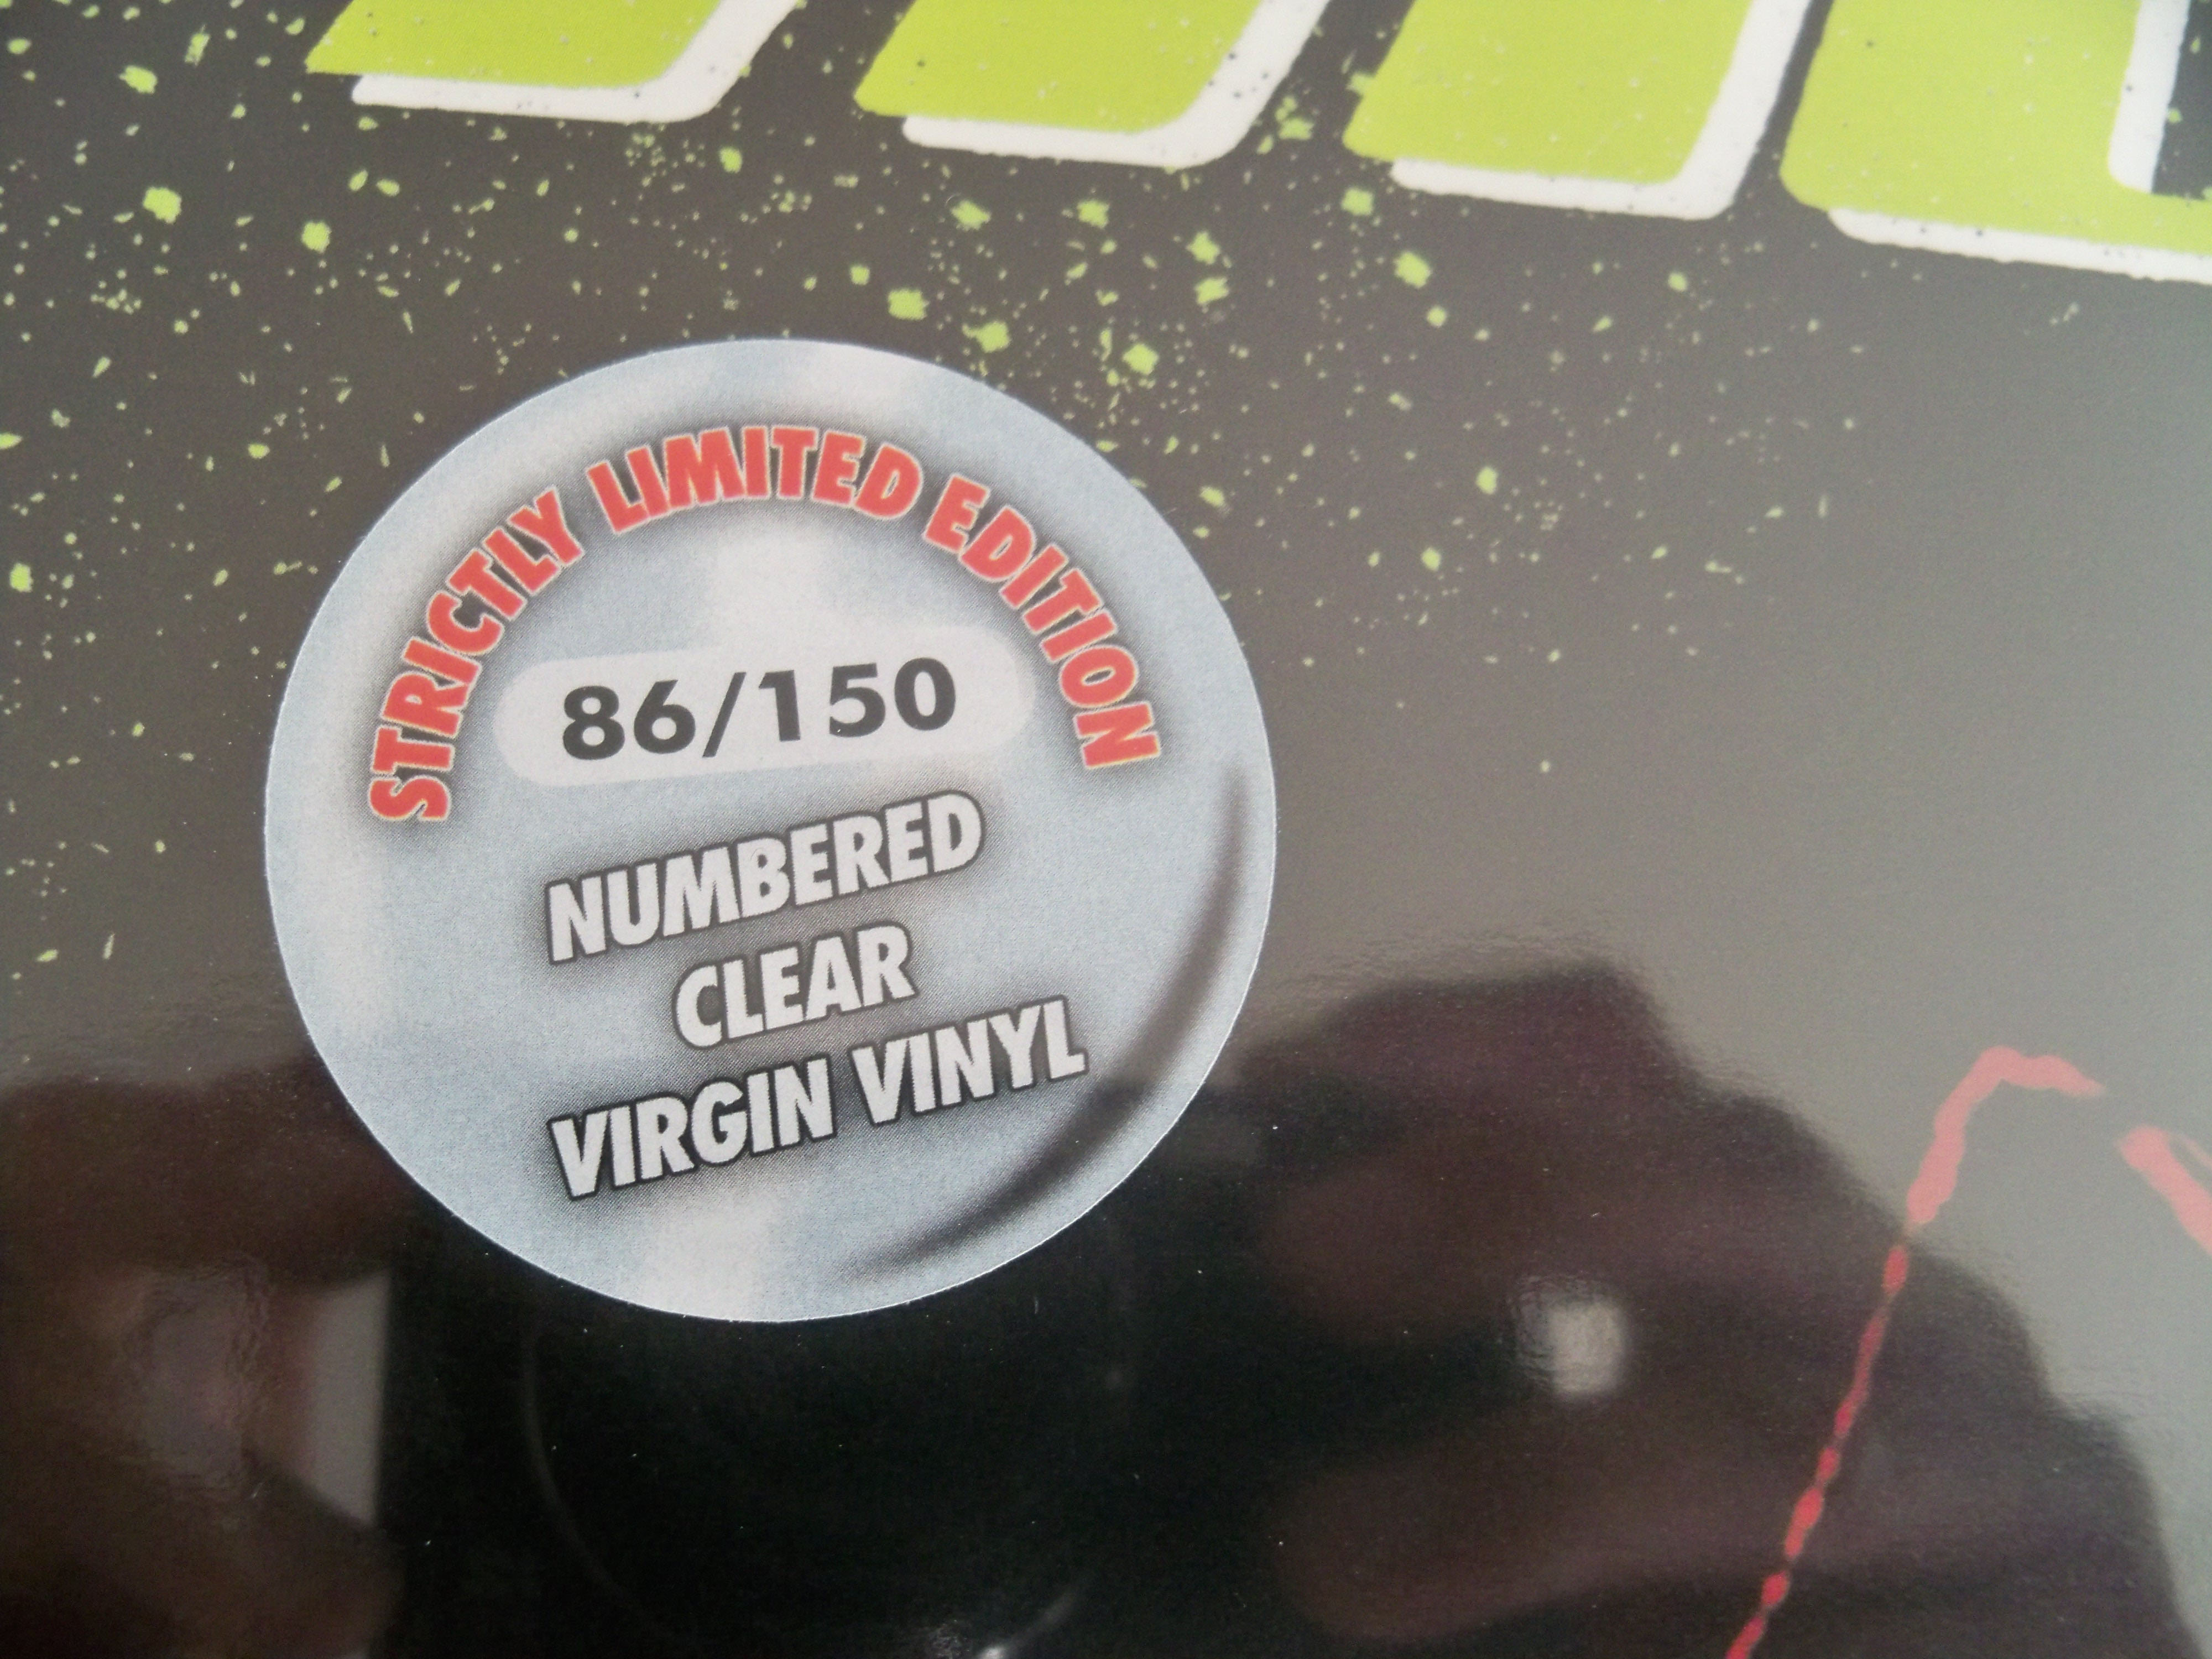 STRICTLY LIMITED EDITION
86/150
NUMBERED
CLEAR
VIRGIN VINYL